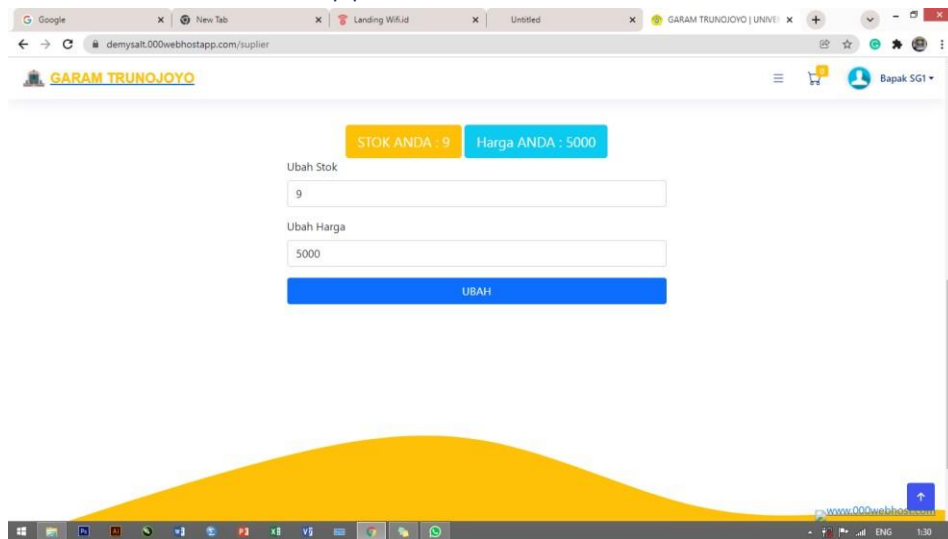 Google
New Tab
Landing Wifi.id
Untitled
GARAM TRUNOJOYO | UNIVE
demysalt.000webhostapp.com/suplier
GARAM TRUNOJOYO
0
Bapak SG1
STOK ANDA : 9
Harga ANDA : 5000
Ubah Stok
9
Ubah Harga
5000
UBAH
www.000webhost.com
ENG
1:30